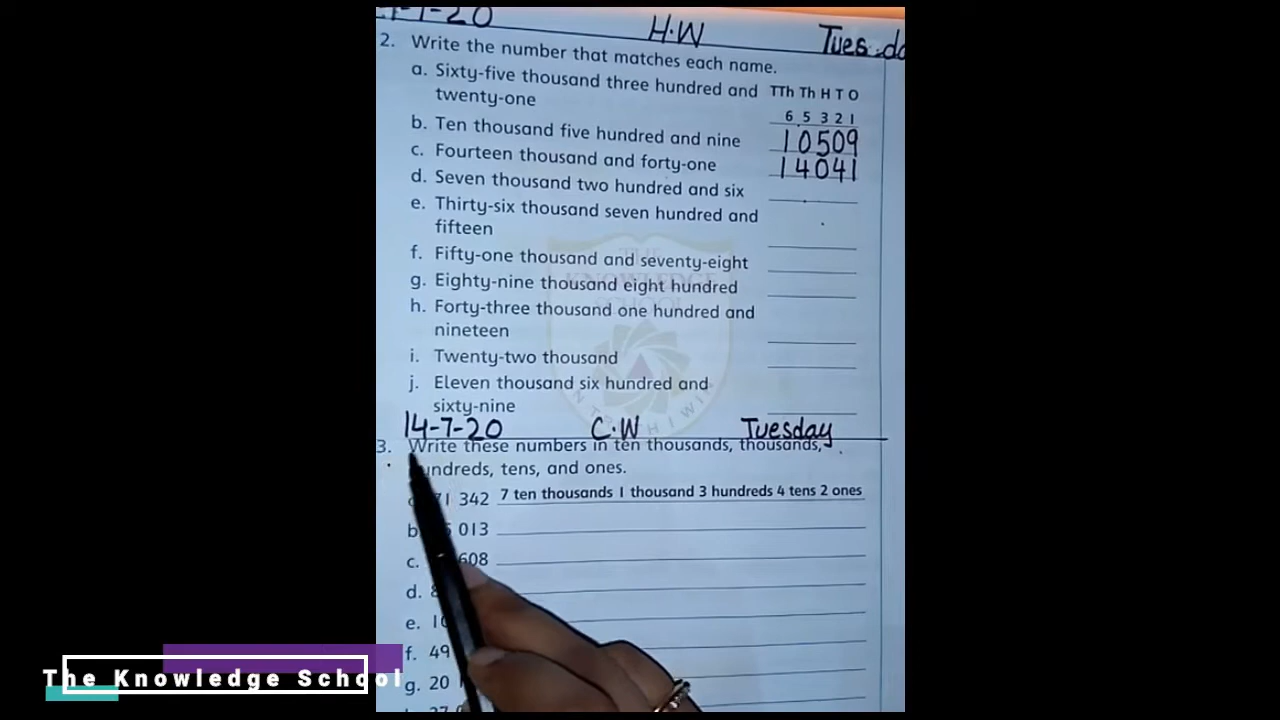 H.W
2. Write the number that matches each name.
a. Sixty-five thousand three hundred and TTh Th H T O
twenty-one 6 5 3 2 1
b. Ten thousand five hundred and nine 10509
c. Fourteen thousand and forty-one 14041
d. Seven thousand two hundred and six
e. Thirty-six thousand seven hundred and
fifteen
f. Fifty-one thousand and seventy-eight
g. Eighty-nine thousand eight hundred
h. Forty-three thousand one hundred and
nineteen
i. Twenty-two thousand
j. Eleven thousand six hundred and
sixty-nine
14-7-20 C.W Tuesday
3. Write these numbers in ten thousands, thousands,
hundreds, tens, and ones.
342 7 ten thousands 1 thousand 3 hundreds 4 tens 2 ones
b 013
c. 608
d.
e.
f. 49
g. 20
The Knowledge School